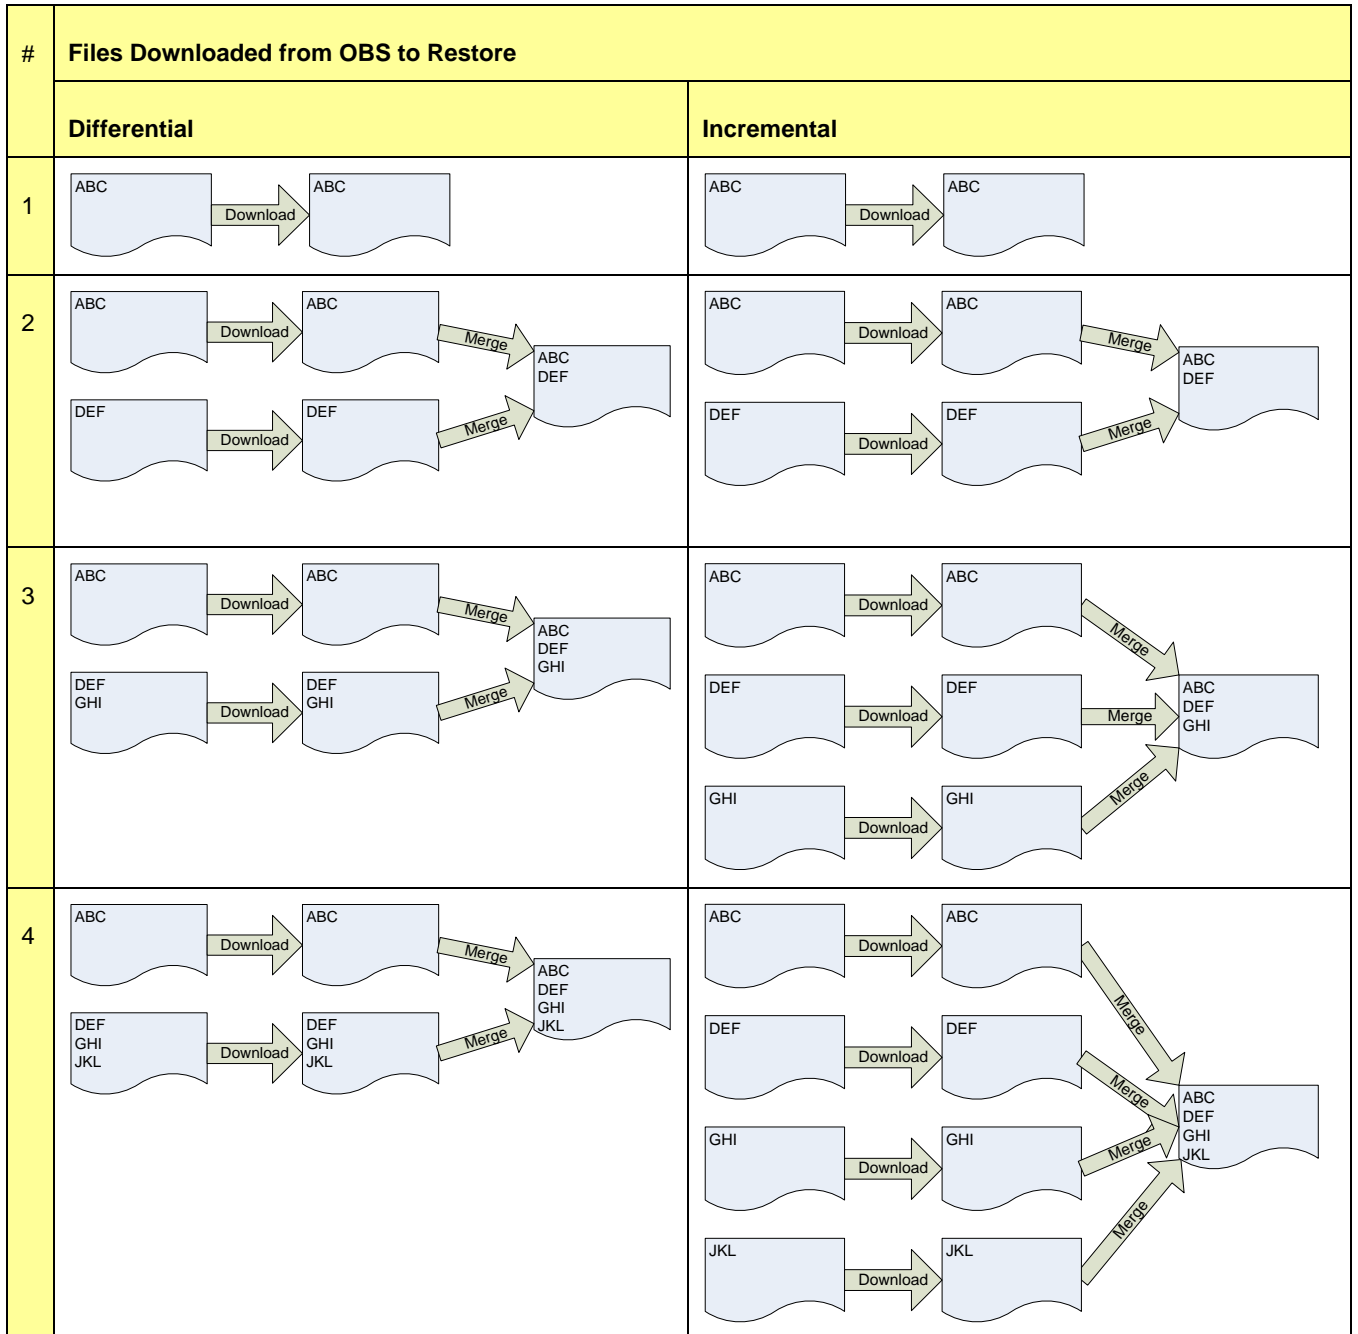 #
Files Downloaded from OBS to Restore
Differential
Incremental
1
ABC
Download
ABC
ABC
Download
ABC
2
ABC
Download
ABC
Merge
DEF
Download
DEF
Merge
ABC
DEF
ABC
Download
ABC
Merge
DEF
Download
DEF
Merge
ABC
DEF
3
ABC
Download
ABC
Merge
DEF
GHI
Download
DEF
GHI
Merge
ABC
DEF
GHI
ABC
Download
ABC
Merge
DEF
Download
DEF
Merge
GHI
Download
GHI
Merge
ABC
DEF
GHI
4
ABC
Download
ABC
Merge
DEF
GHI
JKL
Download
DEF
GHI
JKL
Merge
ABC
DEF
GHI
JKL
ABC
Download
ABC
Merge
DEF
Download
DEF
Merge
GHI
Download
GHI
Merge
JKL
Download
JKL
Merge
ABC
DEF
GHI
JKL